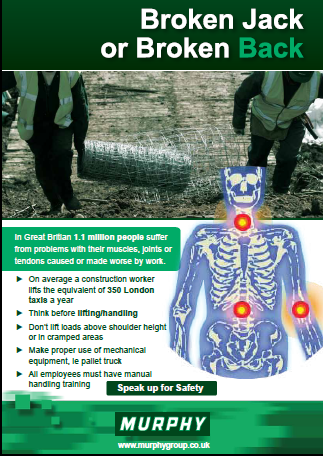 Broken Jack
or Broken Back
In Great Britian 1.1 million people suffer
from problems with their muscles, joints or
tendons caused or made worse by work.
On average a construction worker
lifts the equivalent of 350 London
taxis a year
Think before lifting/handling
Don't lift loads above shoulder height
or in cramped areas
Make proper use of mechanical
equipment, ie pallet truck
All employees must have manual
handling training
Speak up for Safety
MURPHY
www.murphygroup.co.uk